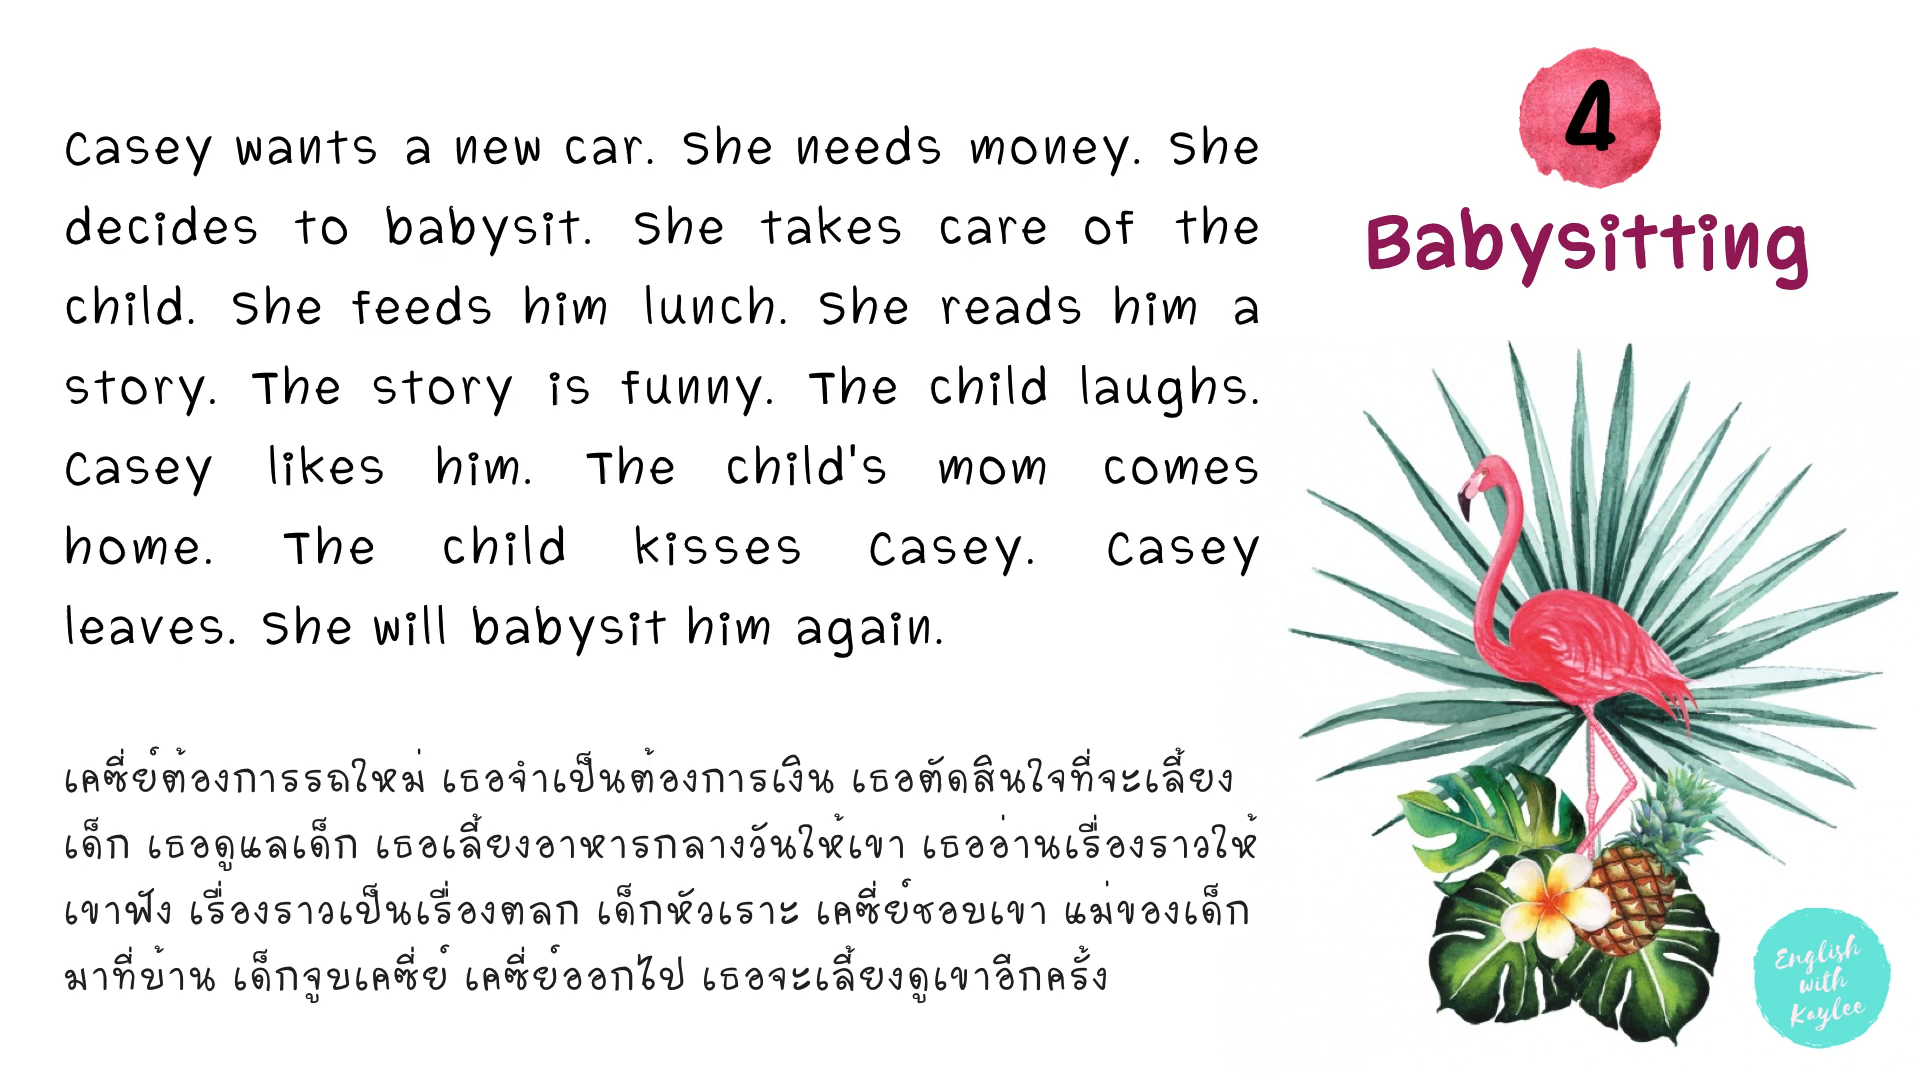 Casey wants a new car. She needs money. She
decides to babysit. She takes care of the
child. She feeds him lunch. She reads him a
story. The story is funny. The child laughs.
Casey likes him. The child's mom comes
home. The child kisses Casey. Casey
leaves. She will babysit him again.
เคซี่ย์ต้องการรถใหม่ เธอจำเป็นต้องการเงิน เธอตัดสินใจที่จะเลี้ยง
เด็ก เธอดูแลเด็ก เธอเลี้ยงอาหารกลางวันให้เขา เธออ่านเรื่องราวให้
เขาฟัง เรื่องราวเป็นเรื่องตลก เด็กหัวเราะ เคซี่ย์ชอบเขา แม่ของเด็ก
มาที่บ้าน เด็กจูบเคซี่ย์ เคซี่ย์ออกไป เธอจะเลี้ยงดูเขาอีกครั้ง
4
Babysitting
English
with
Kaylee